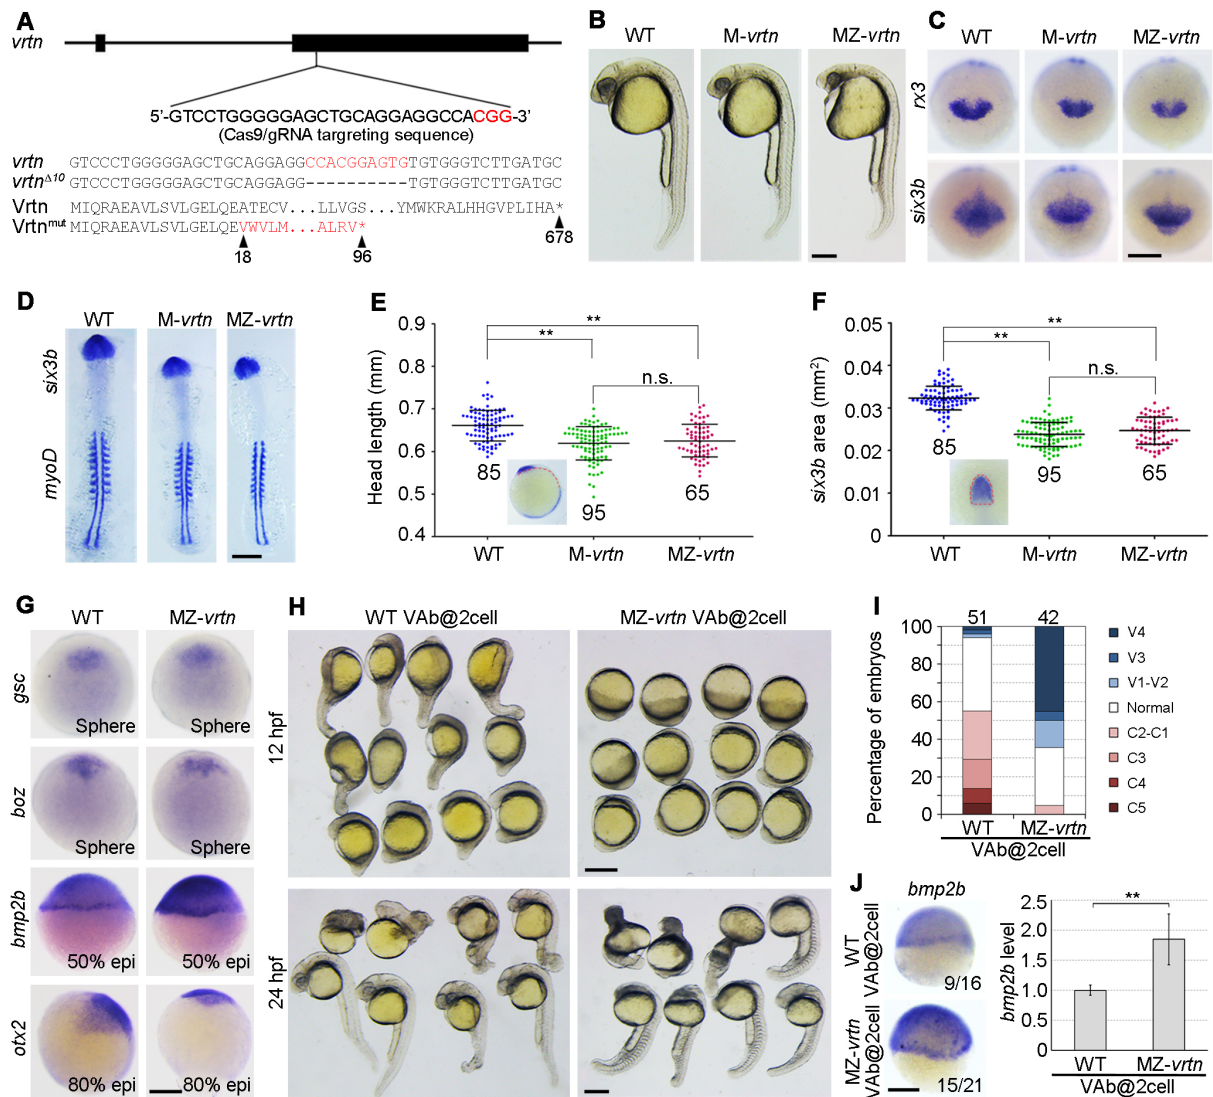 A
vrtn
5'-GTCCTGGGGGAGCTGCAGGAGGCCACGG-3'
(Cas9/gRNA targreting sequence)
vrtn GTCCCTGGGGGAGCTGCAGGAGGCCACGGAGTGTGTGGGTCTTGATGC
vrtnΔ10 GTCCCTGGGGGAGCTGCAGGAGG----------TGTGGGTCTTGATGC
Vrtn MIQRAEAVLSVLGELQEATECV...LLVGS...YMWKRALHHGVPLIHA*
Vrtnmut MIQRAEAVLSVLGELQEVWVLM...ALRV*
18 96 678
B
WT M-vrtn MZ-vrtn
C
WT M-vrtn MZ-vrtn
rx3
six3b
D
WT M-vrtn MZ-vrtn
six3b
myoD
E
Head length (mm)
0.9
0.8
0.7
0.6
0.5
0.4
**
**
n.s.
85
95
65
WT M-vrtn MZ-vrtn
F
six3b area (mm2)
0.05
0.04
0.03
0.02
0.01
0
**
**
n.s.
85
95
65
WT M-vrtn MZ-vrtn
G
WT MZ-vrtn
gsc
Sphere Sphere
boz
Sphere Sphere
bmp2b
50% epi 50% epi
otx2
80% epi 80% epi
H
WT VAb@2cell MZ-vrtn VAb@2cell
12 hpf
24 hpf
I
Percentage of embryos
100
80
60
40
20
0
51 42
WT MZ-vrtn
VAb@2cell
V4
V3
V1-V2
Normal
C2-C1
C3
C4
C5
J
bmp2b
WT
VAb@2cell
9/16
MZ-vrtn
VAb@2cell
15/21
bmp2b level
2.5
2.0
1.5
1.0
0.5
0
**
WT MZ-vrtn
VAb@2cell